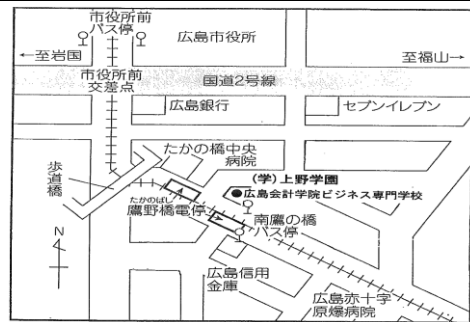 市役所前
バス停
広島市役所
←至岩国
至福山→
市役所前
交差点
国道2号線
広島銀行
セブンイレブン
たかの橋中央
病院
歩道橋
(学)上野学園
●広島会計学院ビジネス専門学校
たかのばし
鷹野橋電停
南鷹の橋
バス停
N
広島信用
金庫
広島赤十字
原爆病院